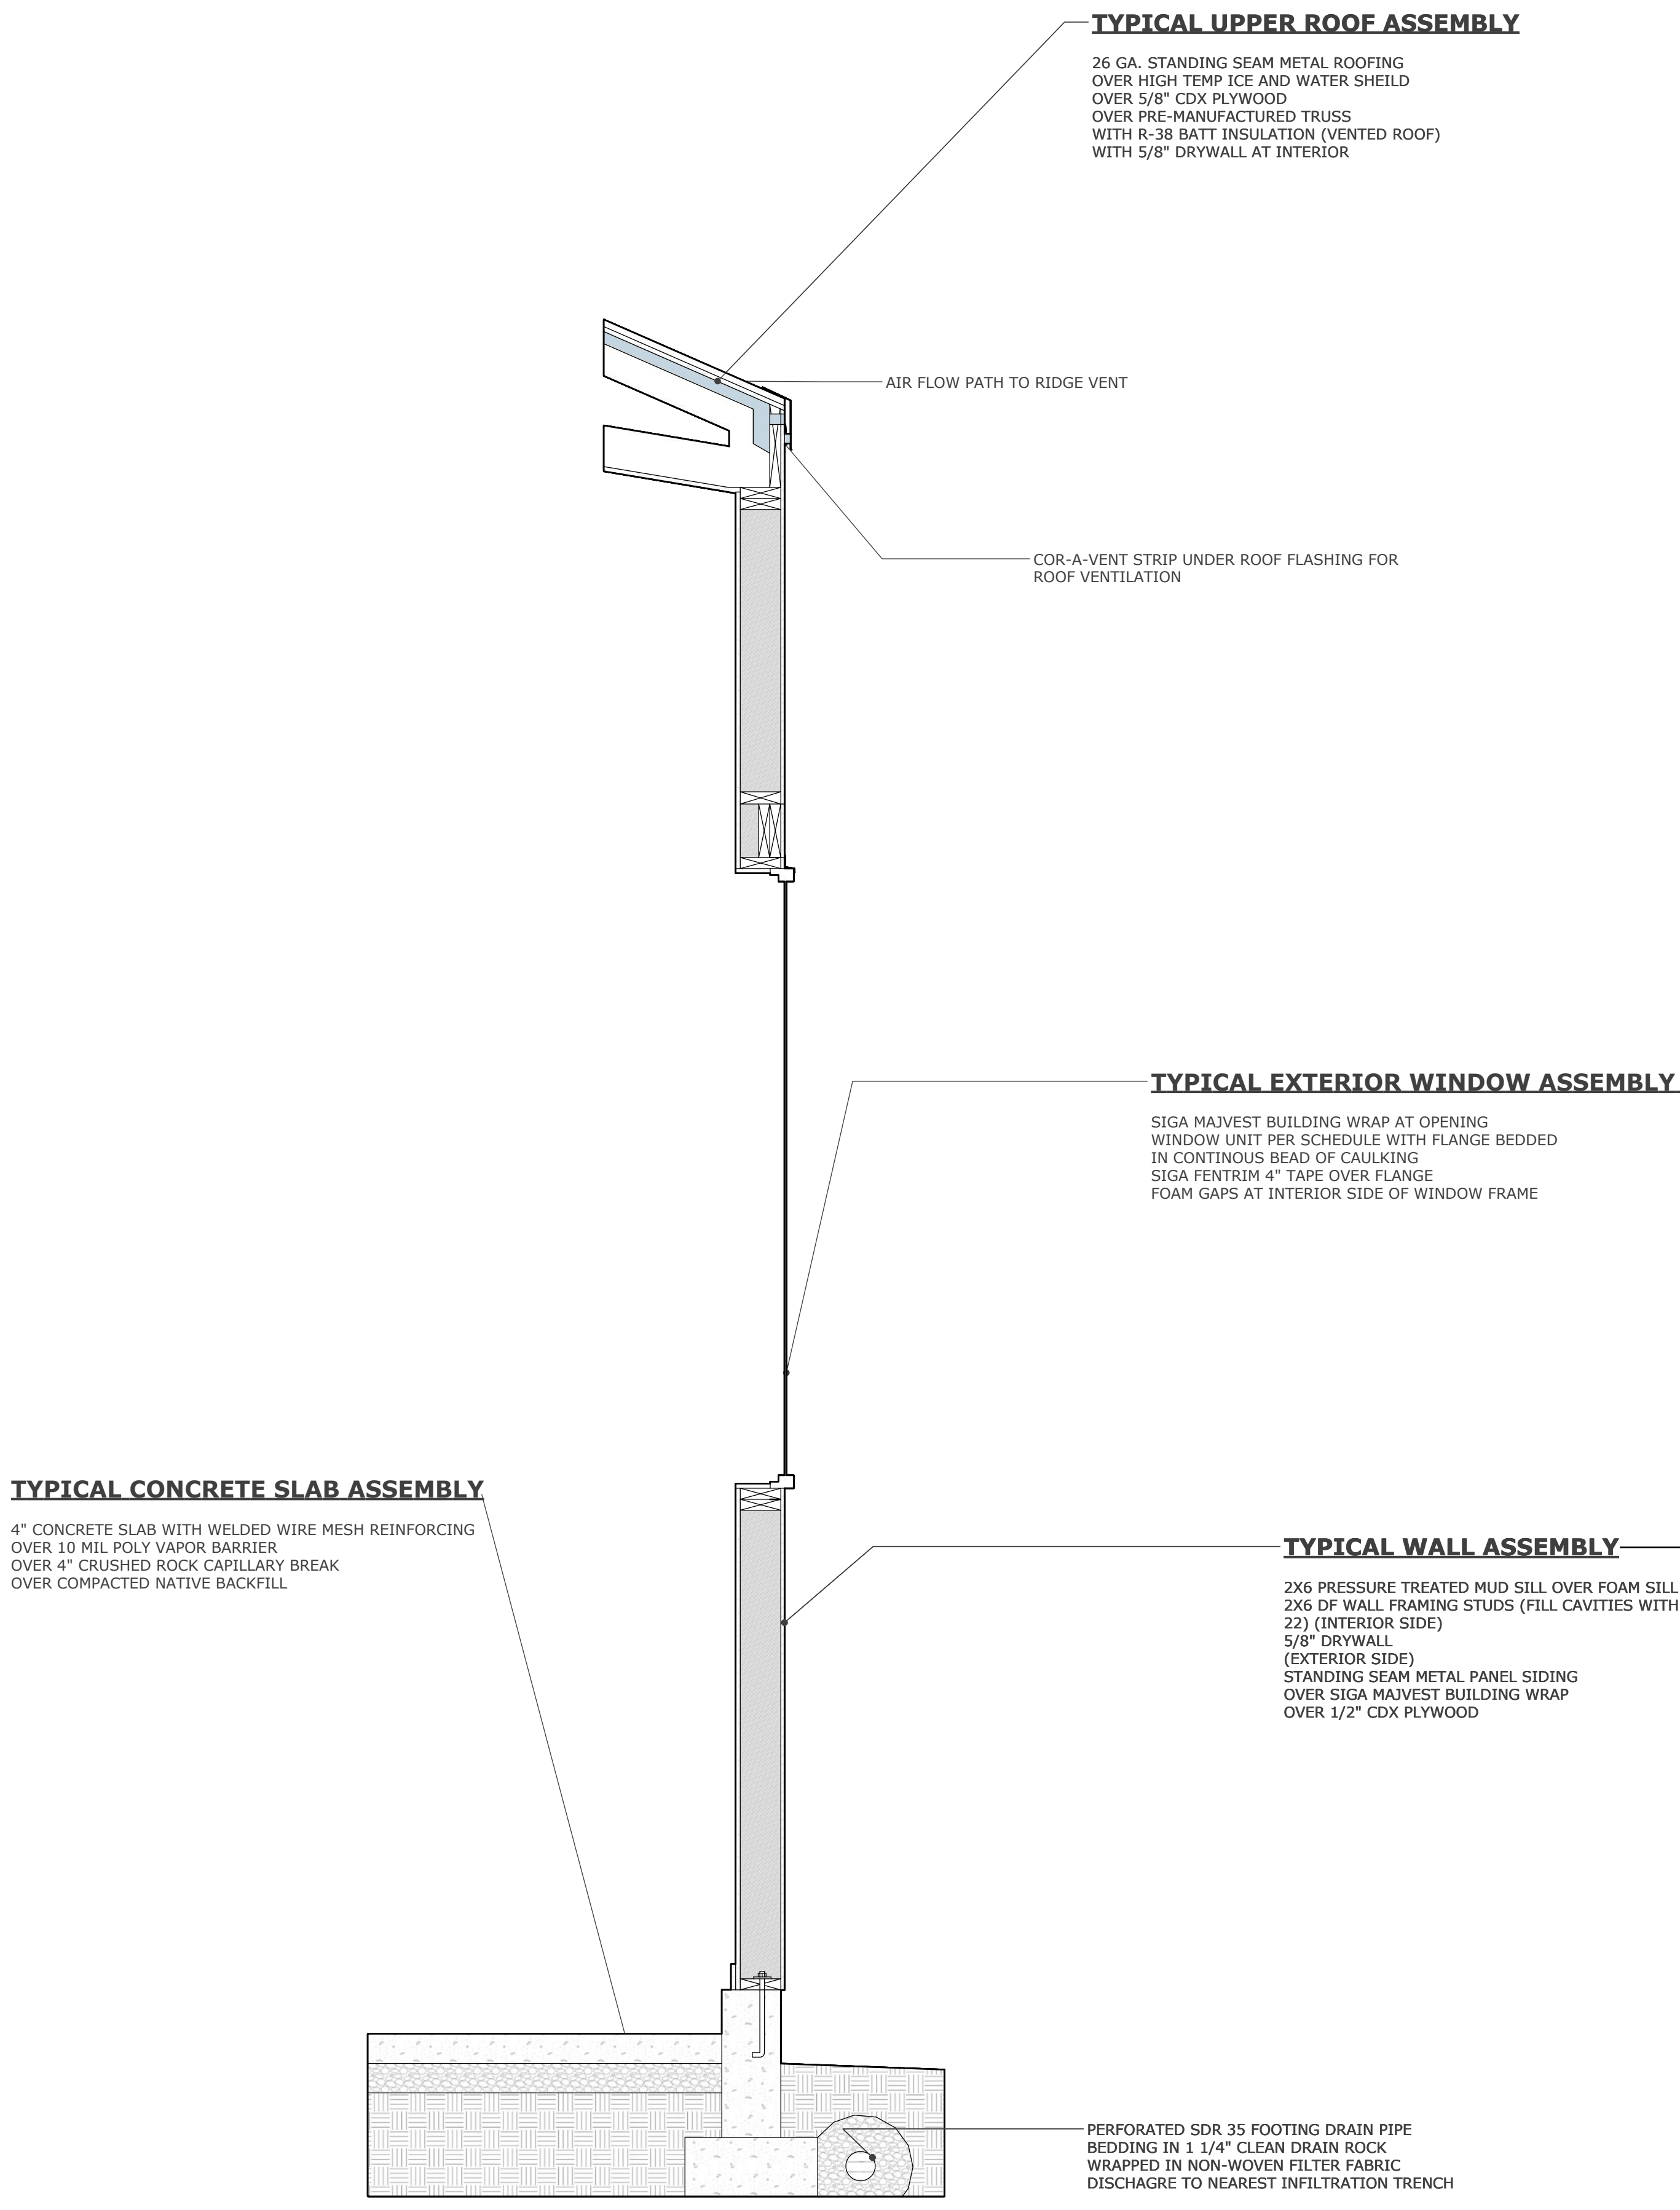 TYPICAL UPPER ROOF ASSEMBLY
26 GA. STANDING SEAM METAL ROOFING
OVER HIGH TEMP ICE AND WATER SHEILD
OVER 5/8" CDX PLYWOOD
OVER PRE-MANUFACTURED TRUSS
WITH R-38 BATT INSULATION (VENTED ROOF)
WITH 5/8" DRYWALL AT INTERIOR
AIR FLOW PATH TO RIDGE VENT
COR-A-VENT STRIP UNDER ROOF FLASHING FOR
ROOF VENTILATION
TYPICAL EXTERIOR WINDOW ASSEMBLY
SIGA MAJVEST BUILDING WRAP AT OPENING
WINDOW UNIT PER SCHEDULE WITH FLANGE BEDDED
IN CONTINOUS BEAD OF CAULKING
SIGA FENTRIM 4" TAPE OVER FLANGE
FOAM GAPS AT INTERIOR SIDE OF WINDOW FRAME
TYPICAL CONCRETE SLAB ASSEMBLY
4" CONCRETE SLAB WITH WELDED WIRE MESH REINFORCING
OVER 10 MIL POLY VAPOR BARRIER
OVER 4" CRUSHED ROCK CAPILLARY BREAK
OVER COMPACTED NATIVE BACKFILL
TYPICAL WALL ASSEMBLY
2X6 PRESSURE TREATED MUD SILL OVER FOAM SILL
2X6 DF WALL FRAMING STUDS (FILL CAVITIES WITH
22) (INTERIOR SIDE)
5/8" DRYWALL
(EXTERIOR SIDE)
STANDING SEAM METAL PANEL SIDING
OVER SIGA MAJVEST BUILDING WRAP
OVER 1/2" CDX PLYWOOD
PERFORATED SDR 35 FOOTING DRAIN PIPE
BEDDING IN 1 1/4" CLEAN DRAIN ROCK
WRAPPED IN NON-WOVEN FILTER FABRIC
DISCHAGRE TO NEAREST INFILTRATION TRENCH